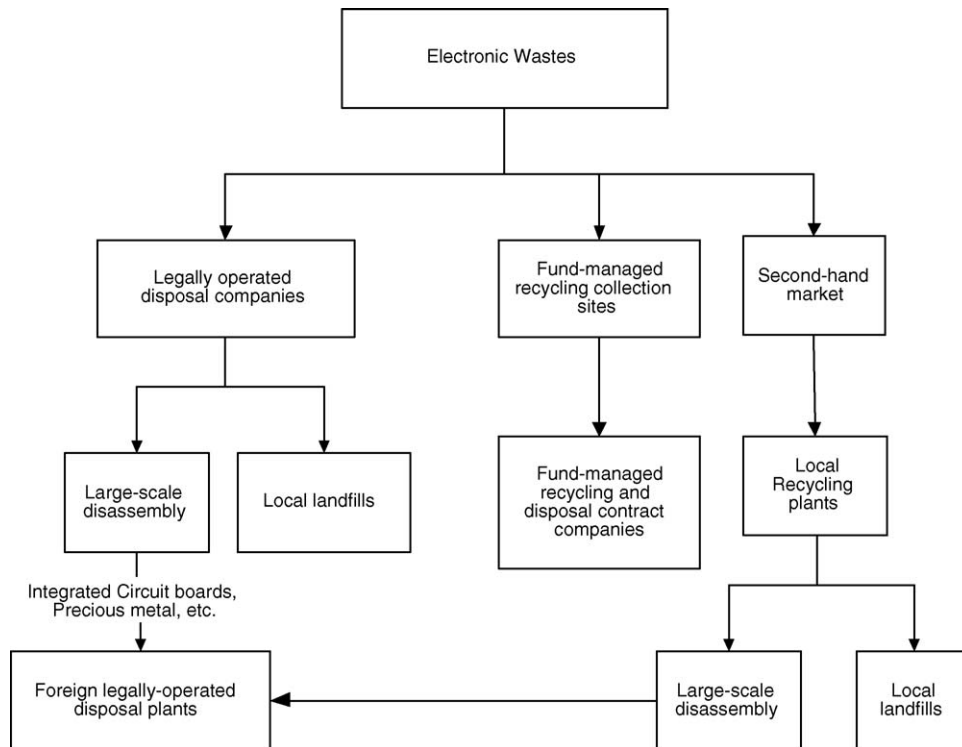 Electronic Wastes
Legally operated
disposal companies
Fund-managed
recycling collection
sites
Second-hand
market
Large-scale
disassembly
Local landfills
Fund-managed
recycling and
disposal contract
companies
Local
Recycling
plants
Integrated Circuit boards,
Precious metal, etc.
Foreign legally-operated
disposal plants
Large-scale
disassembly
Local
landfills